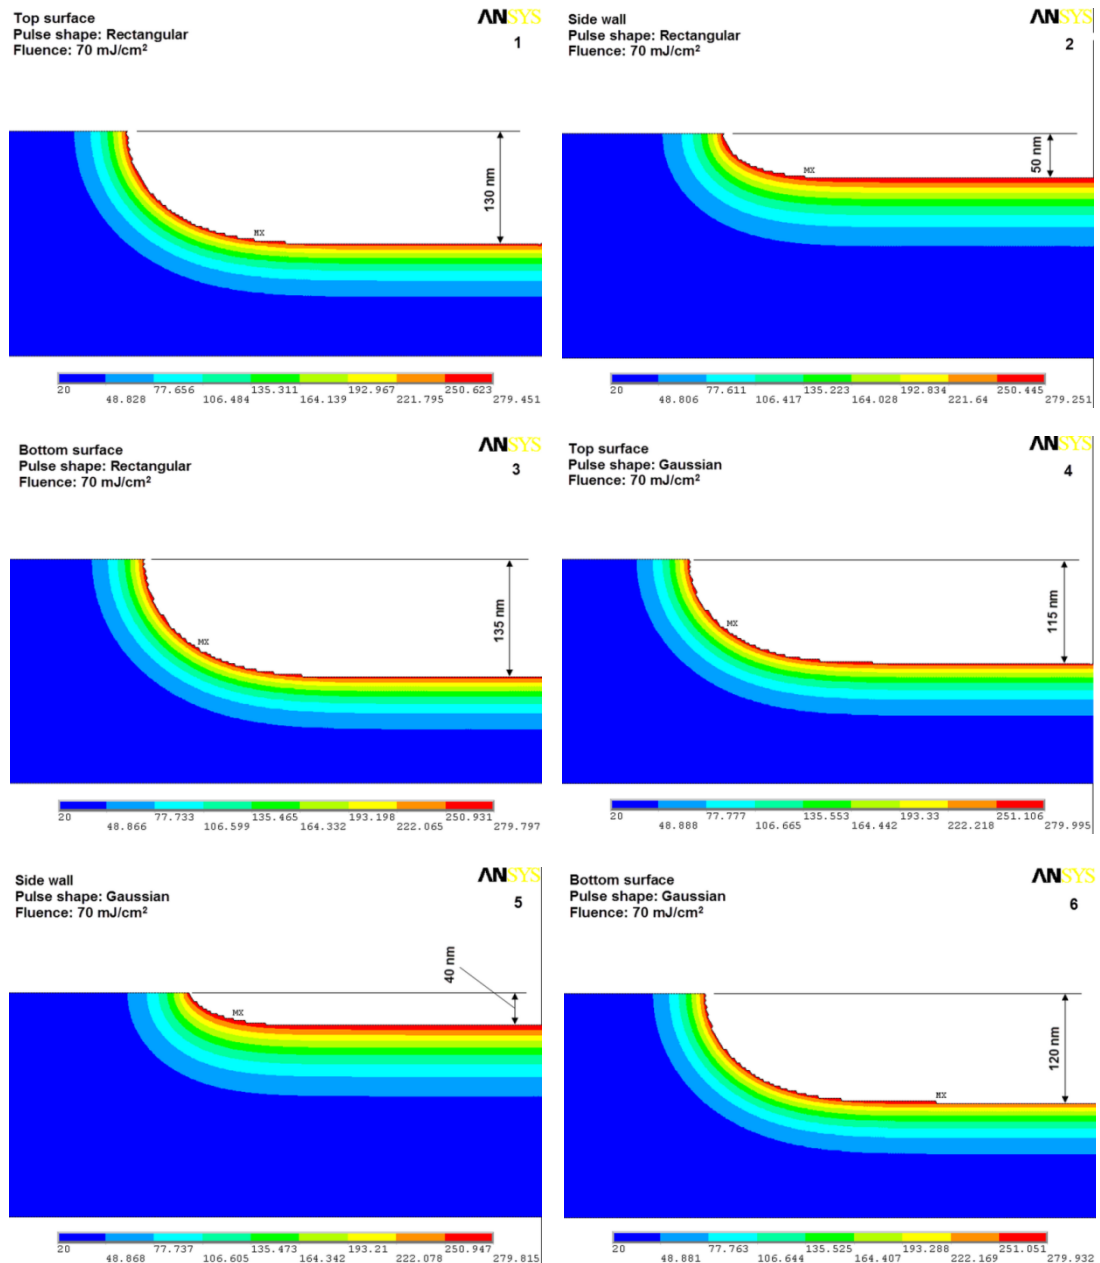 Top surface
Pulse shape: Rectangular
Fluence: 70 mJ/cm²
ANSYS
1
130 nm
MX
20 77.656 135.311 192.967 250.623
48.828 106.484 164.139 221.795 279.451
Side wall
Pulse shape: Rectangular
Fluence: 70 mJ/cm²
ANSYS
2
50 nm
MX
20 77.611 135.223 192.834 250.445
48.806 106.417 164.028 221.64 279.251
Bottom surface
Pulse shape: Rectangular
Fluence: 70 mJ/cm²
ANSYS
3
135 nm
MX
20 77.733 135.465 193.198 250.931
48.866 106.599 164.332 222.065 279.797
Top surface
Pulse shape: Gaussian
Fluence: 70 mJ/cm²
ANSYS
4
115 nm
MX
20 77.777 135.553 193.33 251.106
48.888 106.665 164.442 222.218 279.995
Side wall
Pulse shape: Gaussian
Fluence: 70 mJ/cm²
ANSYS
5
40 nm
MX
20 77.737 135.473 193.21 250.947
48.868 106.605 164.342 222.078 279.815
Bottom surface
Pulse shape: Gaussian
Fluence: 70 mJ/cm²
ANSYS
6
120 nm
MX
20 77.763 135.525 193.288 251.051
48.881 106.644 164.407 222.169 279.932